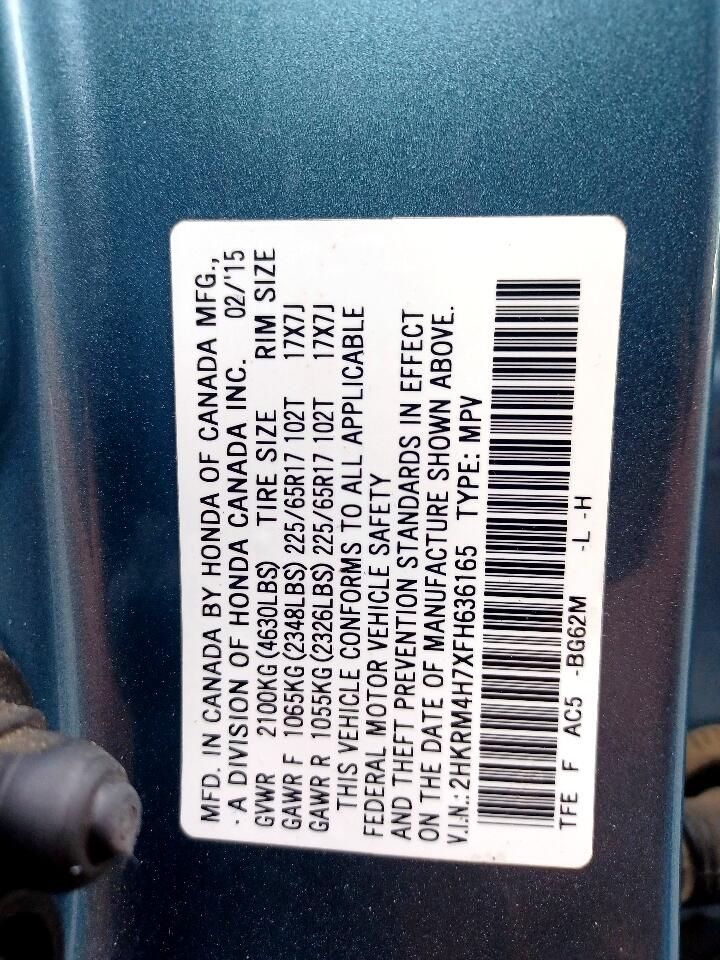 MFD. IN CANADA BY HONDA OF CANADA MFG.,
·A DIVISION OF HONDA CANADA INC. 02/'15
GVWR 2100KG (4630LBS) TIRE SIZE RIM SIZE
GAWR F 1065KG (2348LBS) 225/65R17 102T 17X7J
GAWR R 1055KG (2326LBS) 225/65R17 102T 17X7J
THIS VEHICLE CONFORMS TO ALL APPLICABLE
FEDERAL MOTOR VEHICLE SAFETY
AND THEFT PREVENTION STANDARDS IN EFFECT
ON THE DATE OF MANUFACTURE SHOWN ABOVE.
V.I.N.: 2HKRM4H7XFH636165 TYPE: MPV
TFE F AC5 -BG62M -L -H